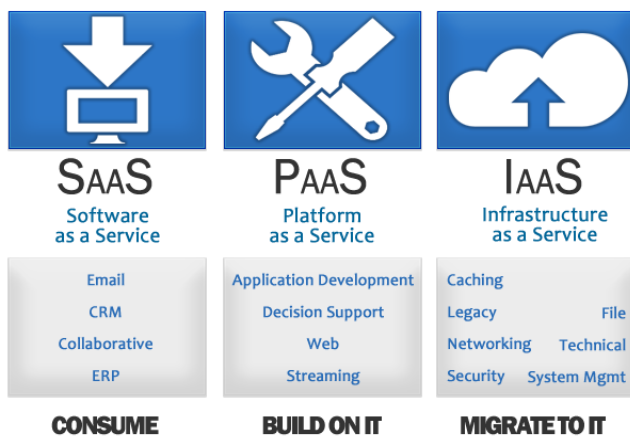 SAAS
Software
as a Service
Email
CRM
Collaborative
ERP
CONSUME
PAAS
Platform
as a Service
Application Development
Decision Support
Web
Streaming
BUILD ON IT
IAAS
Infrastructure
as a Service
Caching
Legacy File
Networking Technical
Security System Mgmt
MIGRATE TO IT